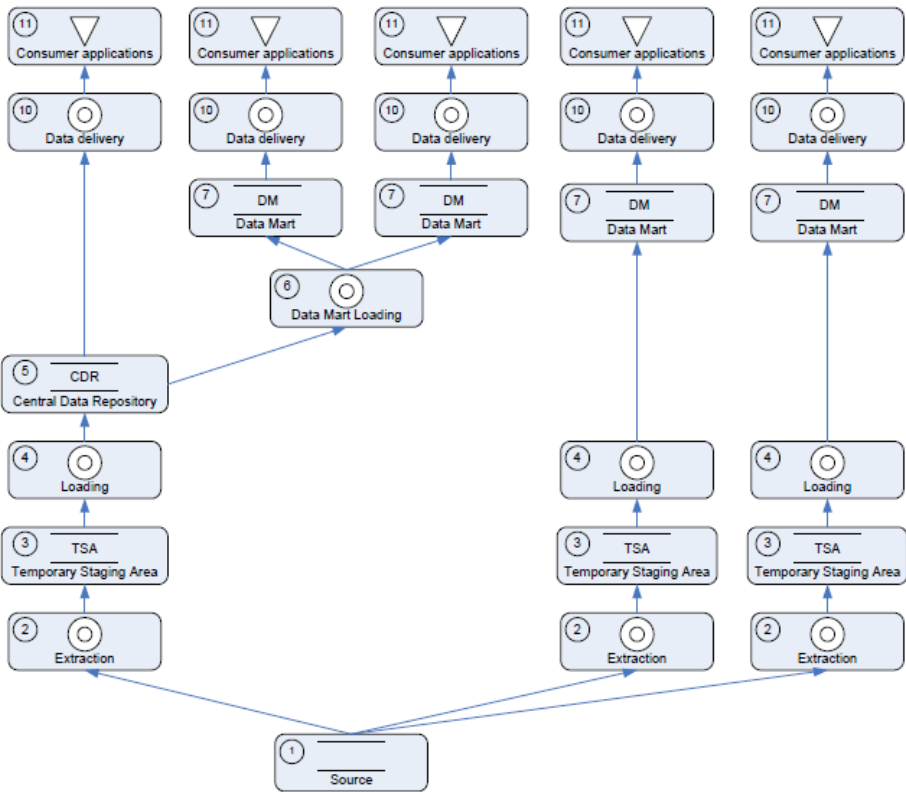 11 11 11 11 11
Consumer applications Consumer applications Consumer applications Consumer applications Consumer applications
10 10 10 10 10
Data delivery Data delivery Data delivery Data delivery Data delivery
7 DM 7 DM 7 DM 7 DM
Data Mart Data Mart Data Mart Data Mart
6
Data Mart Loading
5 CDR
Central Data Repository
4 4 4
Loading Loading Loading
3 TSA 3 TSA 3 TSA
Temporary Staging Area Temporary Staging Area Temporary Staging Area
2 2 2
Extraction Extraction Extraction
1
Source